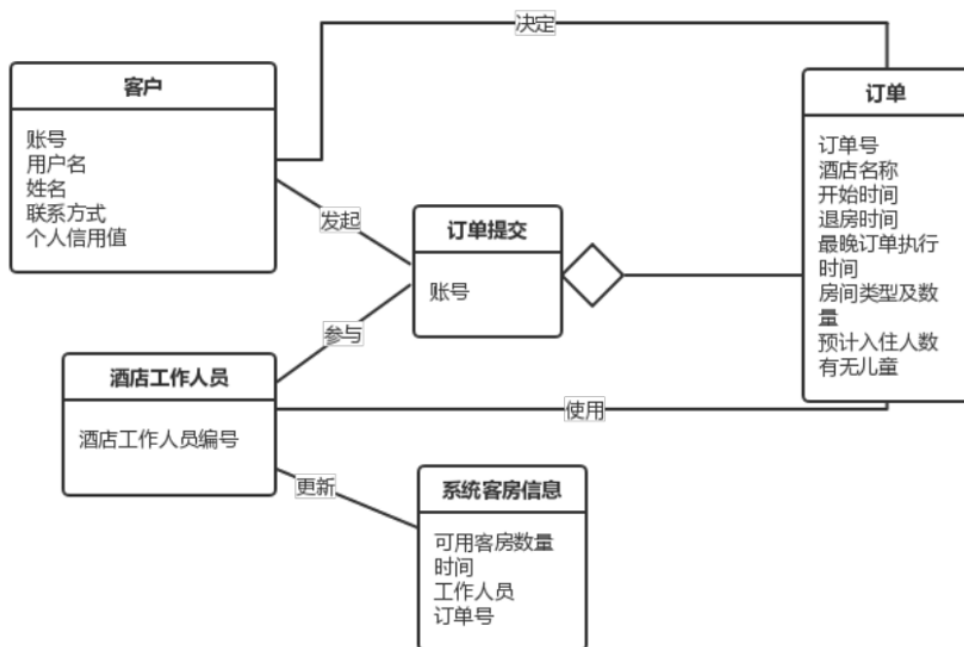 决定
客户
账号
用户名
姓名
联系方式
个人信用值
订单
订单号
酒店名称
开始时间
退房时间
最晚订单执行
时间
房间类型及数
量
预计入住人数
有无儿童
发起
订单提交
账号
参与
酒店工作人员
酒店工作人员编号
使用
更新
系统客房信息
可用客房数量
时间
工作人员
订单号